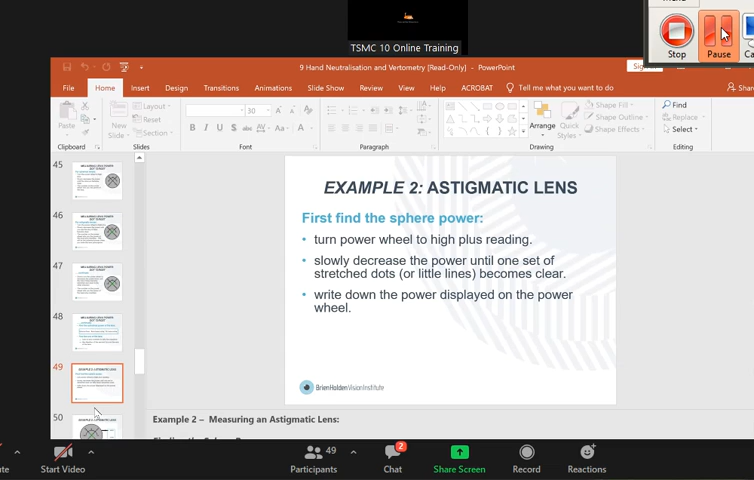 TSMC 10 Online Training
Stop
Pause
9 Hand Neutralisation and Vertometry [Read-Only] - PowerPoint
File Home Insert Design Transitions Animations Slide Show Review View Help ACROBAT Tell me what you want to do
Paste
New
Slide
Layout
Reset
Section
30
Arrange
Quick
Styles
Shape Fill
Shape Outline
Shape Effects
Find
Replace
Select
Clipboard Slides Font Paragraph Drawing Editing
45
46
47
48
49
50
EXAMPLE 2: ASTIGMATIC LENS
First find the sphere power:
• turn power wheel to high plus reading.
• slowly decrease the power until one set of
stretched dots (or little lines) becomes clear.
• write down the power displayed on the power
wheel.
Brien Holden Vision Institute
Example 2 – Measuring an Astigmatic Lens:
Start Video
Participants
49
Chat
2
Share Screen
Record
Reactions